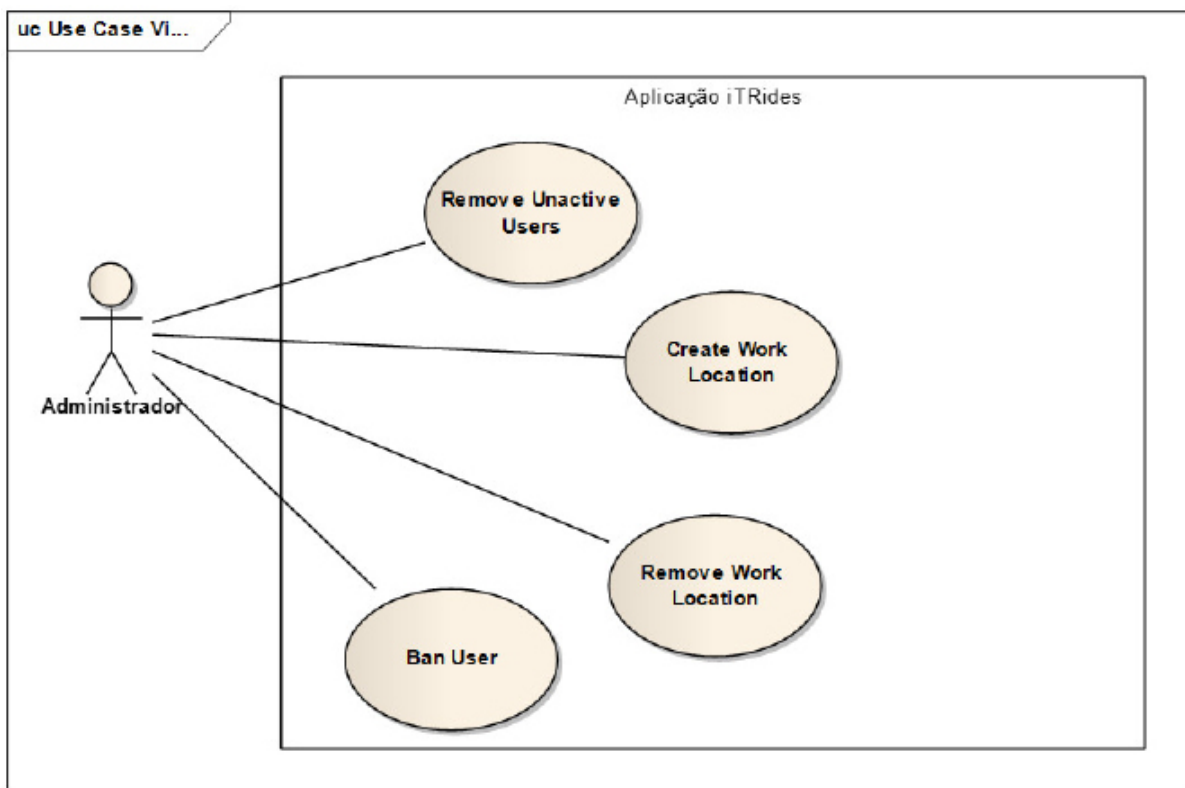 uc Use Case Vi...
Aplicação iTRides
Remove Unactive
Users
Create Work
Location
Administrador
Remove Work
Location
Ban User